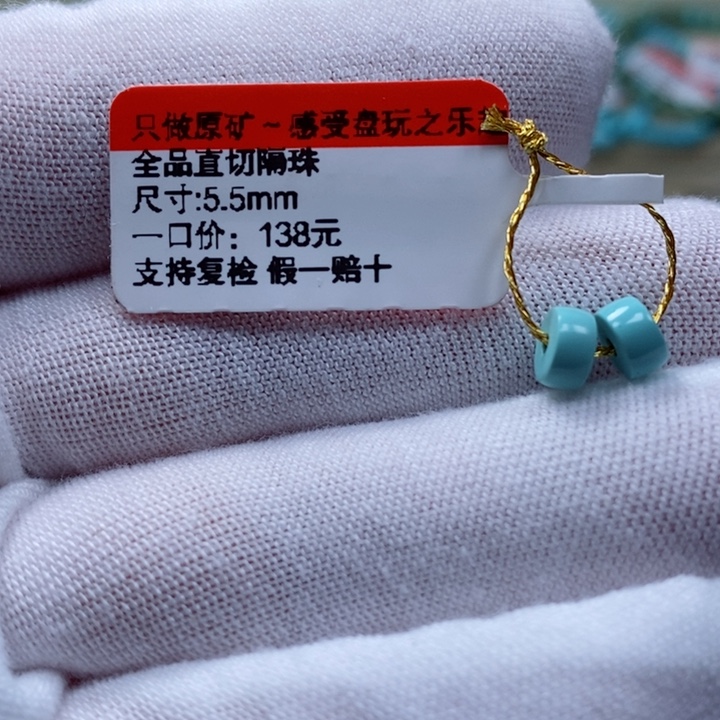 只做原矿～感受盘玩之乐
全品直切隔珠
尺寸:5.5mm
一口价：138元
支持复检 假一赔十